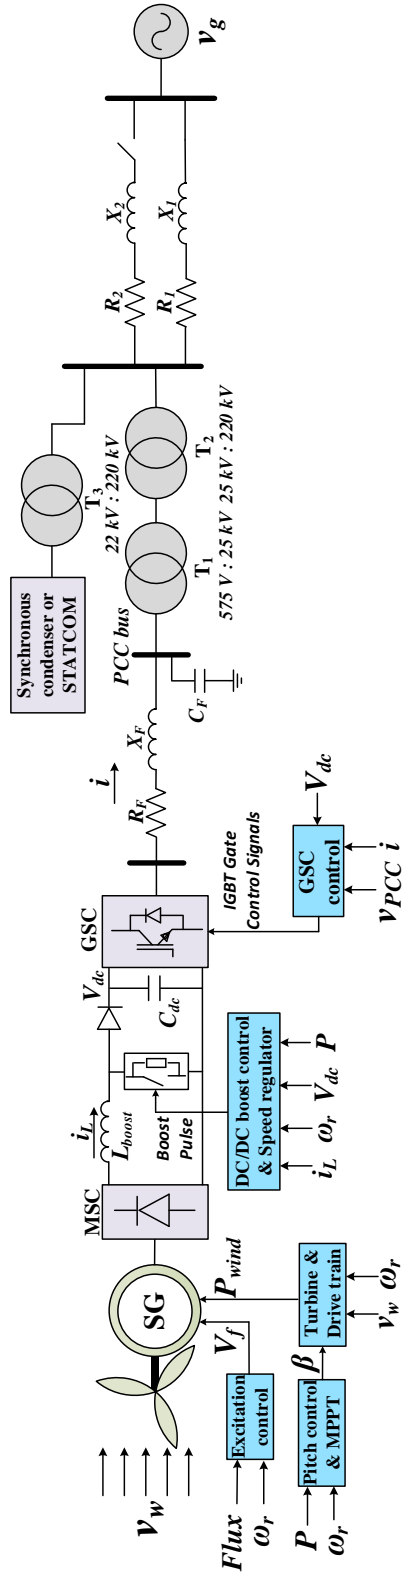 v_w
SG
MSC
i_L
L_boost
Boost
Pulse
V_dc
C_dc
GSC
i
R_F
X_F
PCC bus
C_F
Synchronous
condenser or
STATCOM
T_3
22 kV : 220 kV
T_1
T_2
575 V : 25 kV
25 kV : 220 kV
R_2
X_2
R_1
X_1
v_g
IGBT Gate
Control Signals
GSC
control
V_dc
v_PCC
i
DC/DC boost control
& Speed regulator
i_L
ω_r
V_dc
P
P_wind
V_f
Turbine &
Drive train
v_w
ω_r
β
Excitation
control
Flux
ω_r
Pitch control
& MPPT
P
ω_r